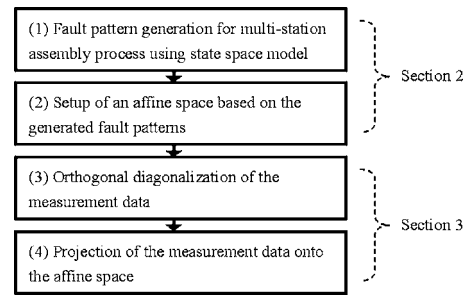 (1) Fault pattern generation for multi-station
assembly process using state space model
Section 2
(2) Setup of an affine space based on the
generated fault patterns
(3) Orthogonal diagonalization of the
measurement data
Section 3
(4) Projection of the measurement data onto
the affine space